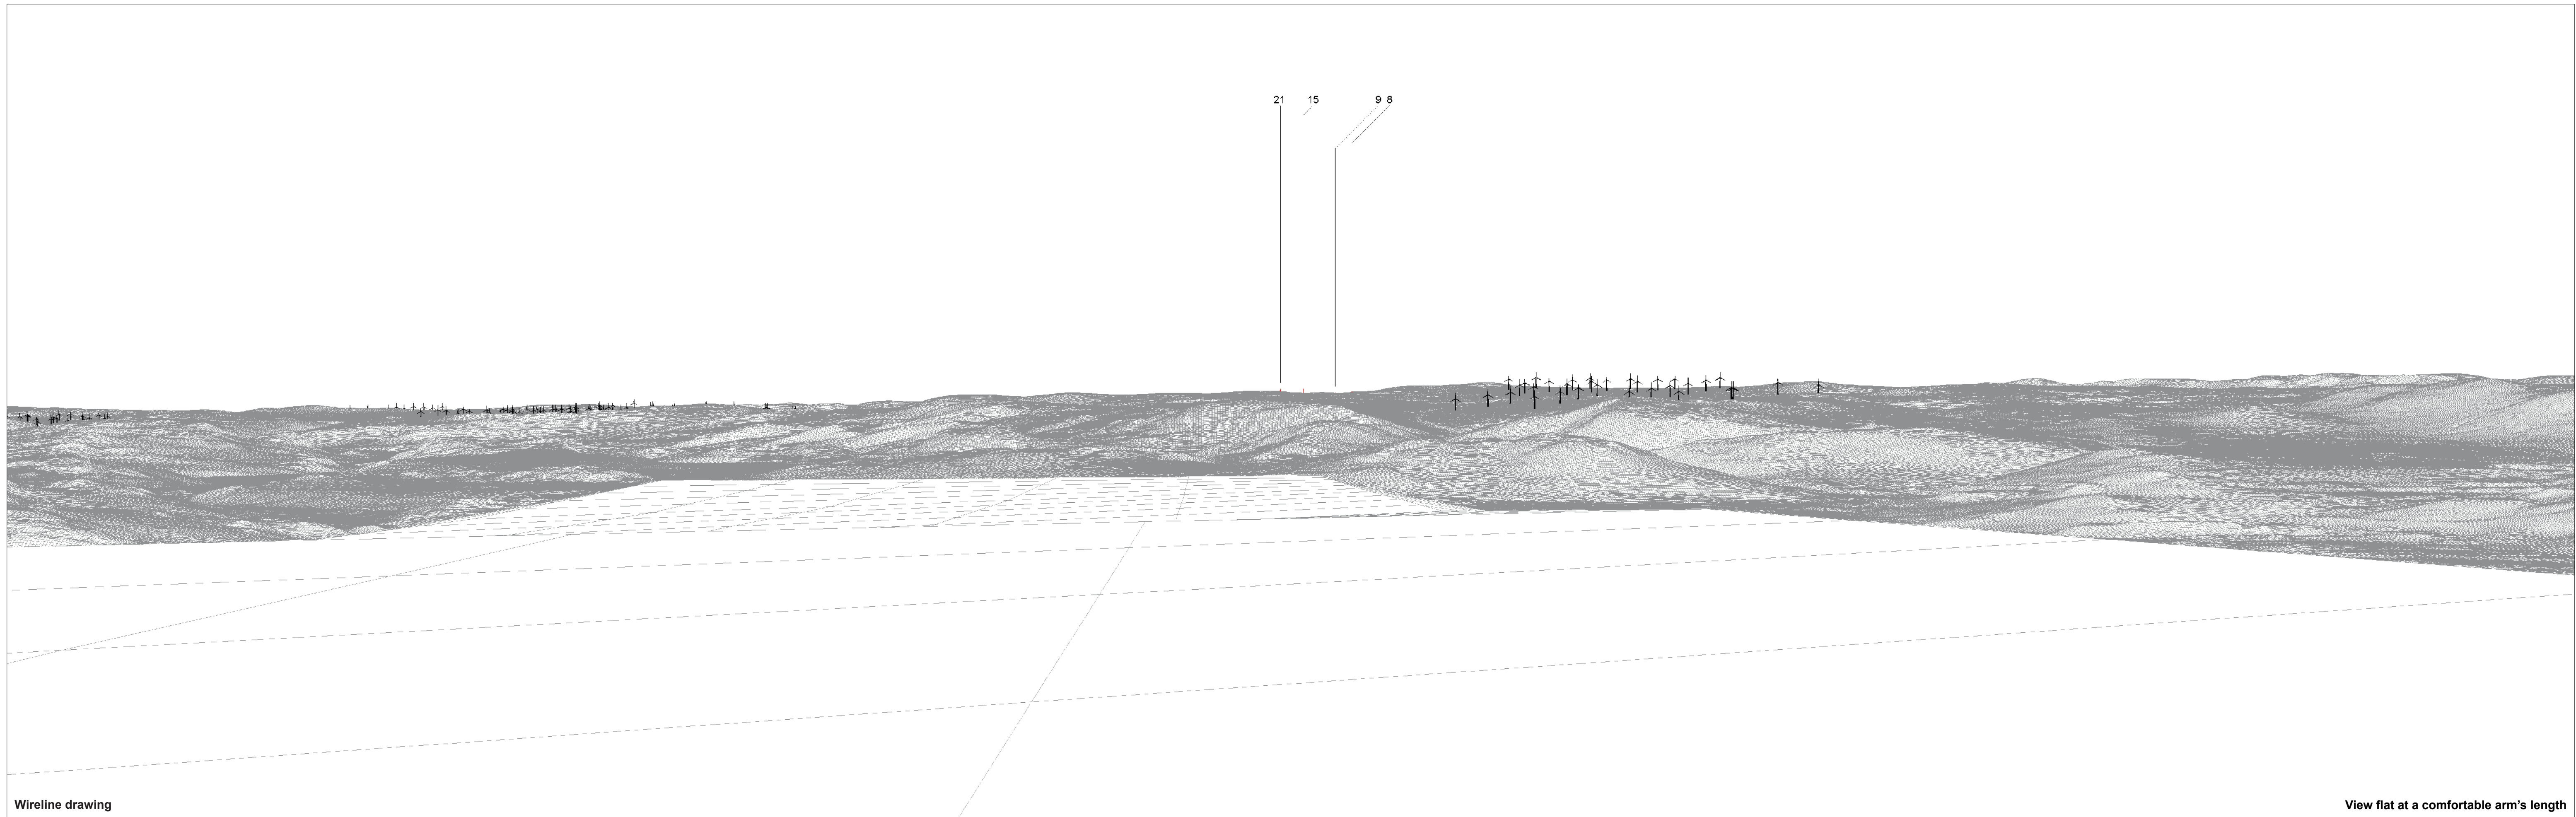 21 15 9 8
Wireline drawing
View flat at a comfortable arm's length